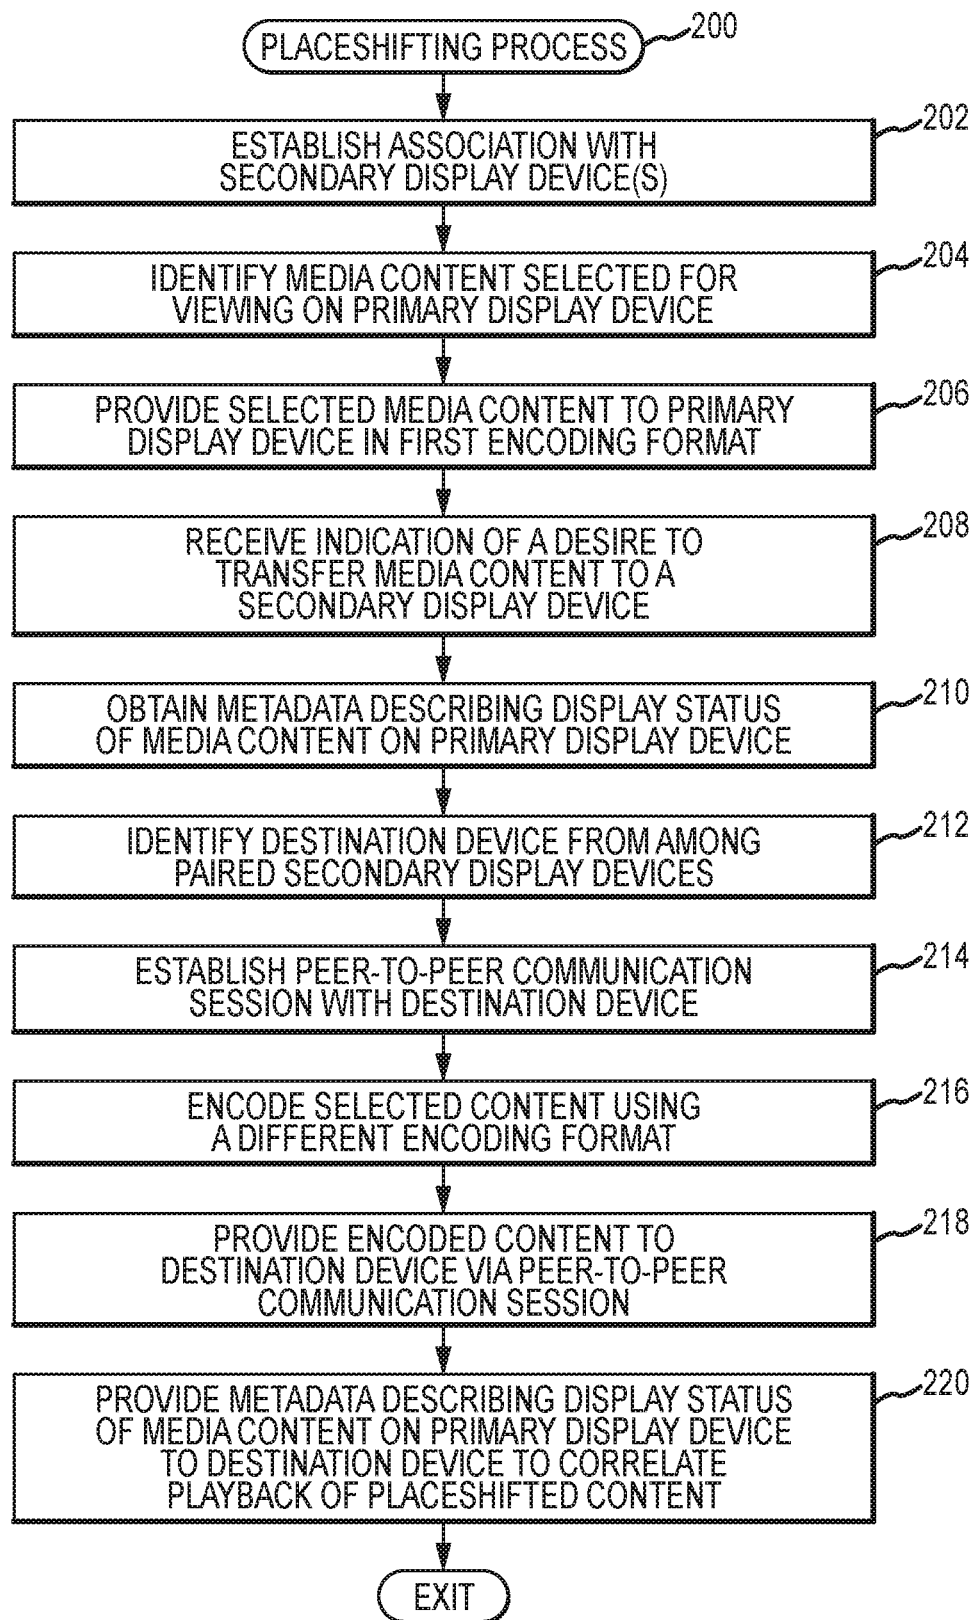 PLACESHIFTING PROCESS
200
202
ESTABLISH ASSOCIATION WITH
SECONDARY DISPLAY DEVICE(S)
204
IDENTIFY MEDIA CONTENT SELECTED FOR
VIEWING ON PRIMARY DISPLAY DEVICE
206
PROVIDE SELECTED MEDIA CONTENT TO PRIMARY
DISPLAY DEVICE IN FIRST ENCODING FORMAT
208
RECEIVE INDICATION OF A DESIRE TO
TRANSFER MEDIA CONTENT TO A
SECONDARY DISPLAY DEVICE
210
OBTAIN METADATA DESCRIBING DISPLAY STATUS
OF MEDIA CONTENT ON PRIMARY DISPLAY DEVICE
212
IDENTIFY DESTINATION DEVICE FROM AMONG
PAIRED SECONDARY DISPLAY DEVICES
214
ESTABLISH PEER-TO-PEER COMMUNICATION
SESSION WITH DESTINATION DEVICE
216
ENCODE SELECTED CONTENT USING
A DIFFERENT ENCODING FORMAT
218
PROVIDE ENCODED CONTENT TO
DESTINATION DEVICE VIA PEER-TO-PEER
COMMUNICATION SESSION
220
PROVIDE METADATA DESCRIBING DISPLAY STATUS
OF MEDIA CONTENT ON PRIMARY DISPLAY DEVICE
TO DESTINATION DEVICE TO CORRELATE
PLAYBACK OF PLACESHIFTED CONTENT
EXIT